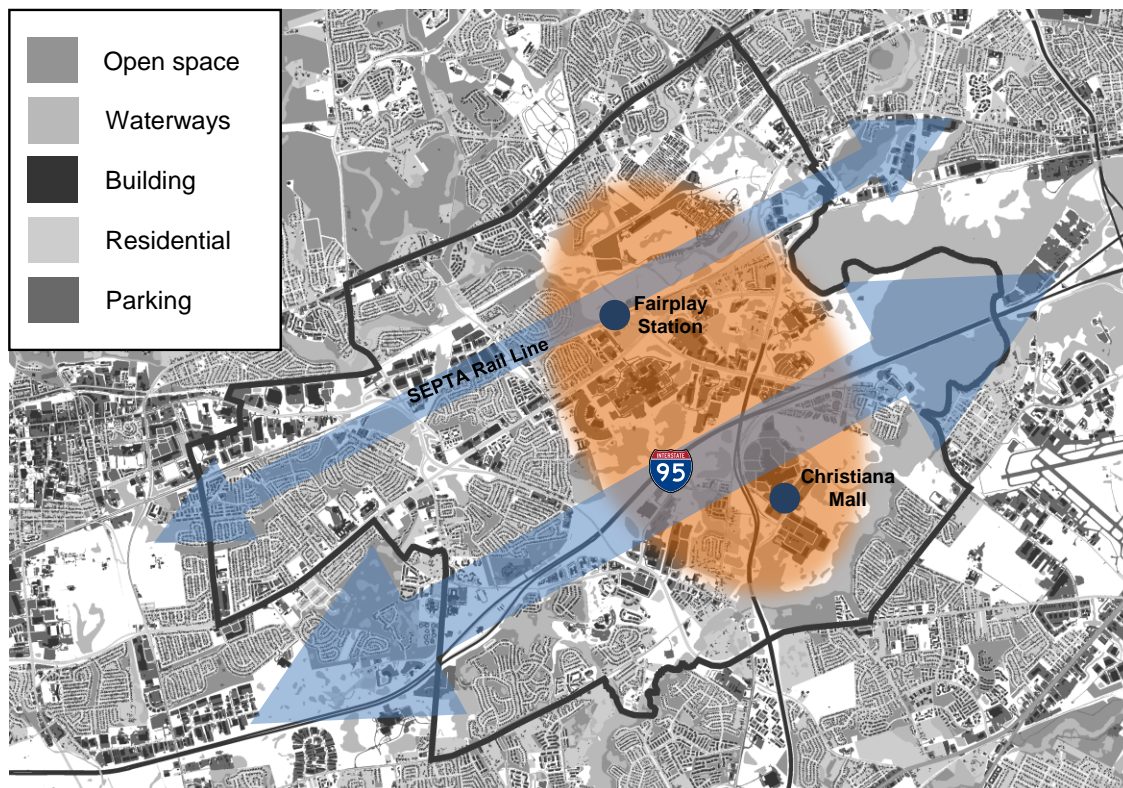 Open space
Waterways
Building
Residential
Parking
Fairplay
Station
SEPTA Rail Line
INTERSTATE
95
Christiana
Mall